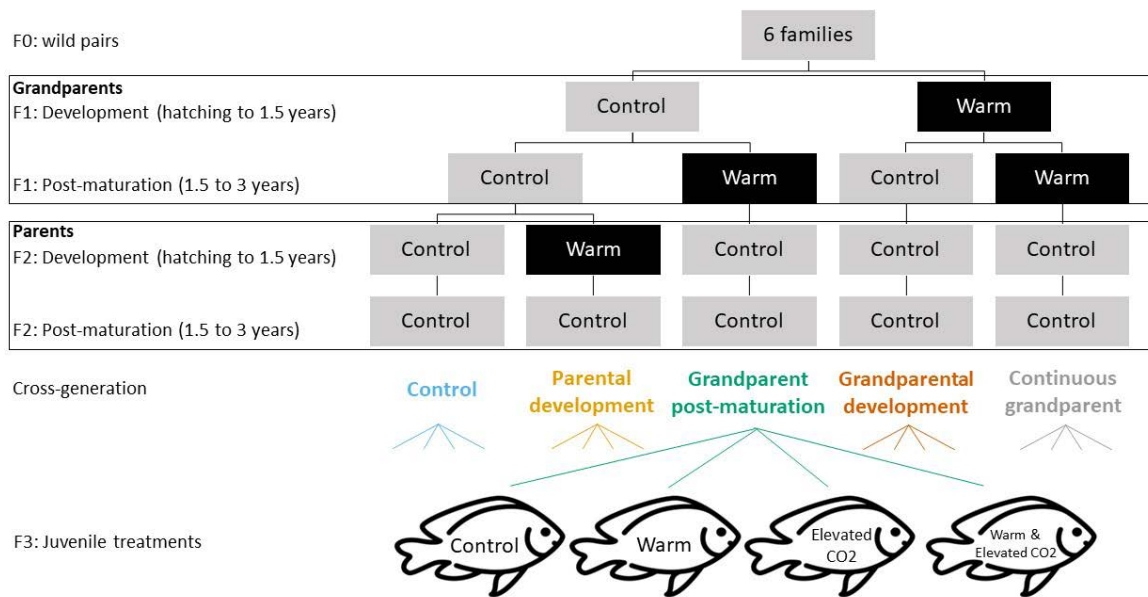 F0: wild pairs
6 families
Grandparents
F1: Development (hatching to 1.5 years)
Control
Warm
F1: Post-maturation (1.5 to 3 years)
Control
Warm
Control
Warm
Parents
F2: Development (hatching to 1.5 years)
Control
Warm
Control
Control
Control
F2: Post-maturation (1.5 to 3 years)
Control
Control
Control
Control
Control
Cross-generation
Control
Parental
development
Grandparent
post-maturation
Grandparental
development
Continuous
grandparent
F3: Juvenile treatments
Control
Warm
Elevated
CO2
Warm &
Elevated CO2